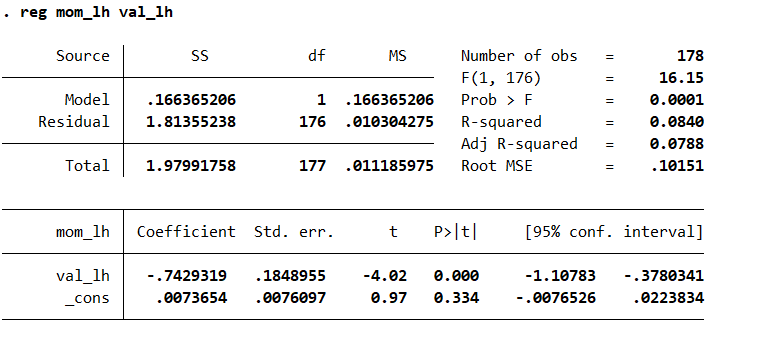 . reg mom_lh val_lh
Source SS df MS Number of obs = 178
F(1, 176) = 16.15
Model .166365206 1 .166365206 Prob > F = 0.0001
Residual 1.81355238 176 .010304275 R-squared = 0.0840
Adj R-squared = 0.0788
Total 1.97991758 177 .011185975 Root MSE = .10151
mom_lh Coefficient Std. err. t P>|t| [95% conf. interval]
val_lh -.7429319 .1848955 -4.02 0.000 -1.10783 -.3780341
_cons .0073654 .0076097 0.97 0.334 -.0076526 .0223834